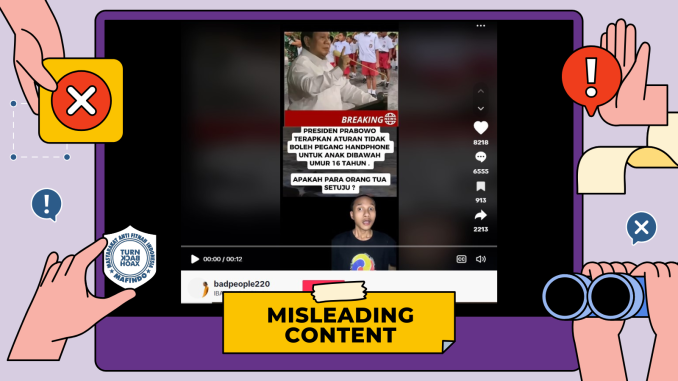 BREAKING
PRESIDEN PRABOWO
TERAPKAN ATURAN TIDAK
BOLEH PEGANG HANDPHONE
UNTUK ANAK DIBAWAH
UMUR 16 TAHUN .
APAKAH PARA ORANG TUA
SETUJU ?
8218
6555
913
2213
00:00 / 00:12
CC
badpeople220
MASYARAKAT ANTI FITNAH INDONESIA
TURN
BACK
HOAX
MAFINDO
MISLEADING
CONTENT